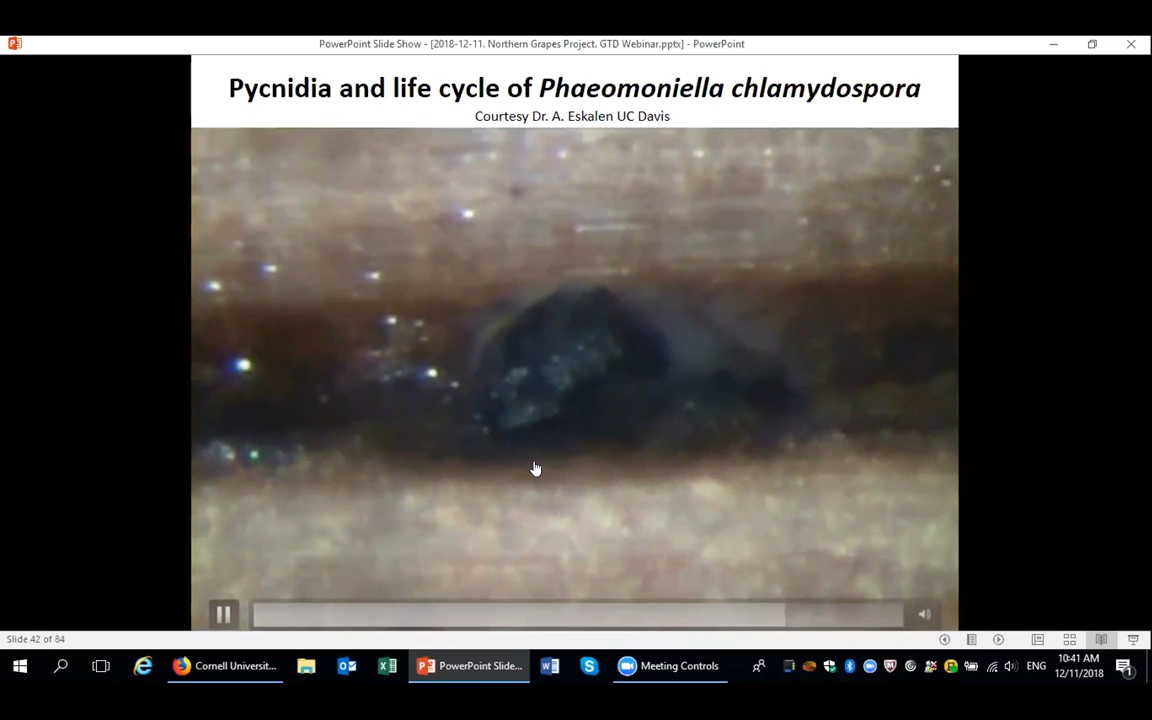 PowerPoint Slide Show - [2018-12-11. Northern Grapes Project. GTD Webinar.pptx] - PowerPoint
Pycnidia and life cycle of Phaeomoniella chlamydospora
Courtesy Dr. A. Eskalen UC Davis
Slide 42 of 84
Cornell Universit...
PowerPoint Slide...
Meeting Controls
ENG
10:41 AM
12/11/2018
1